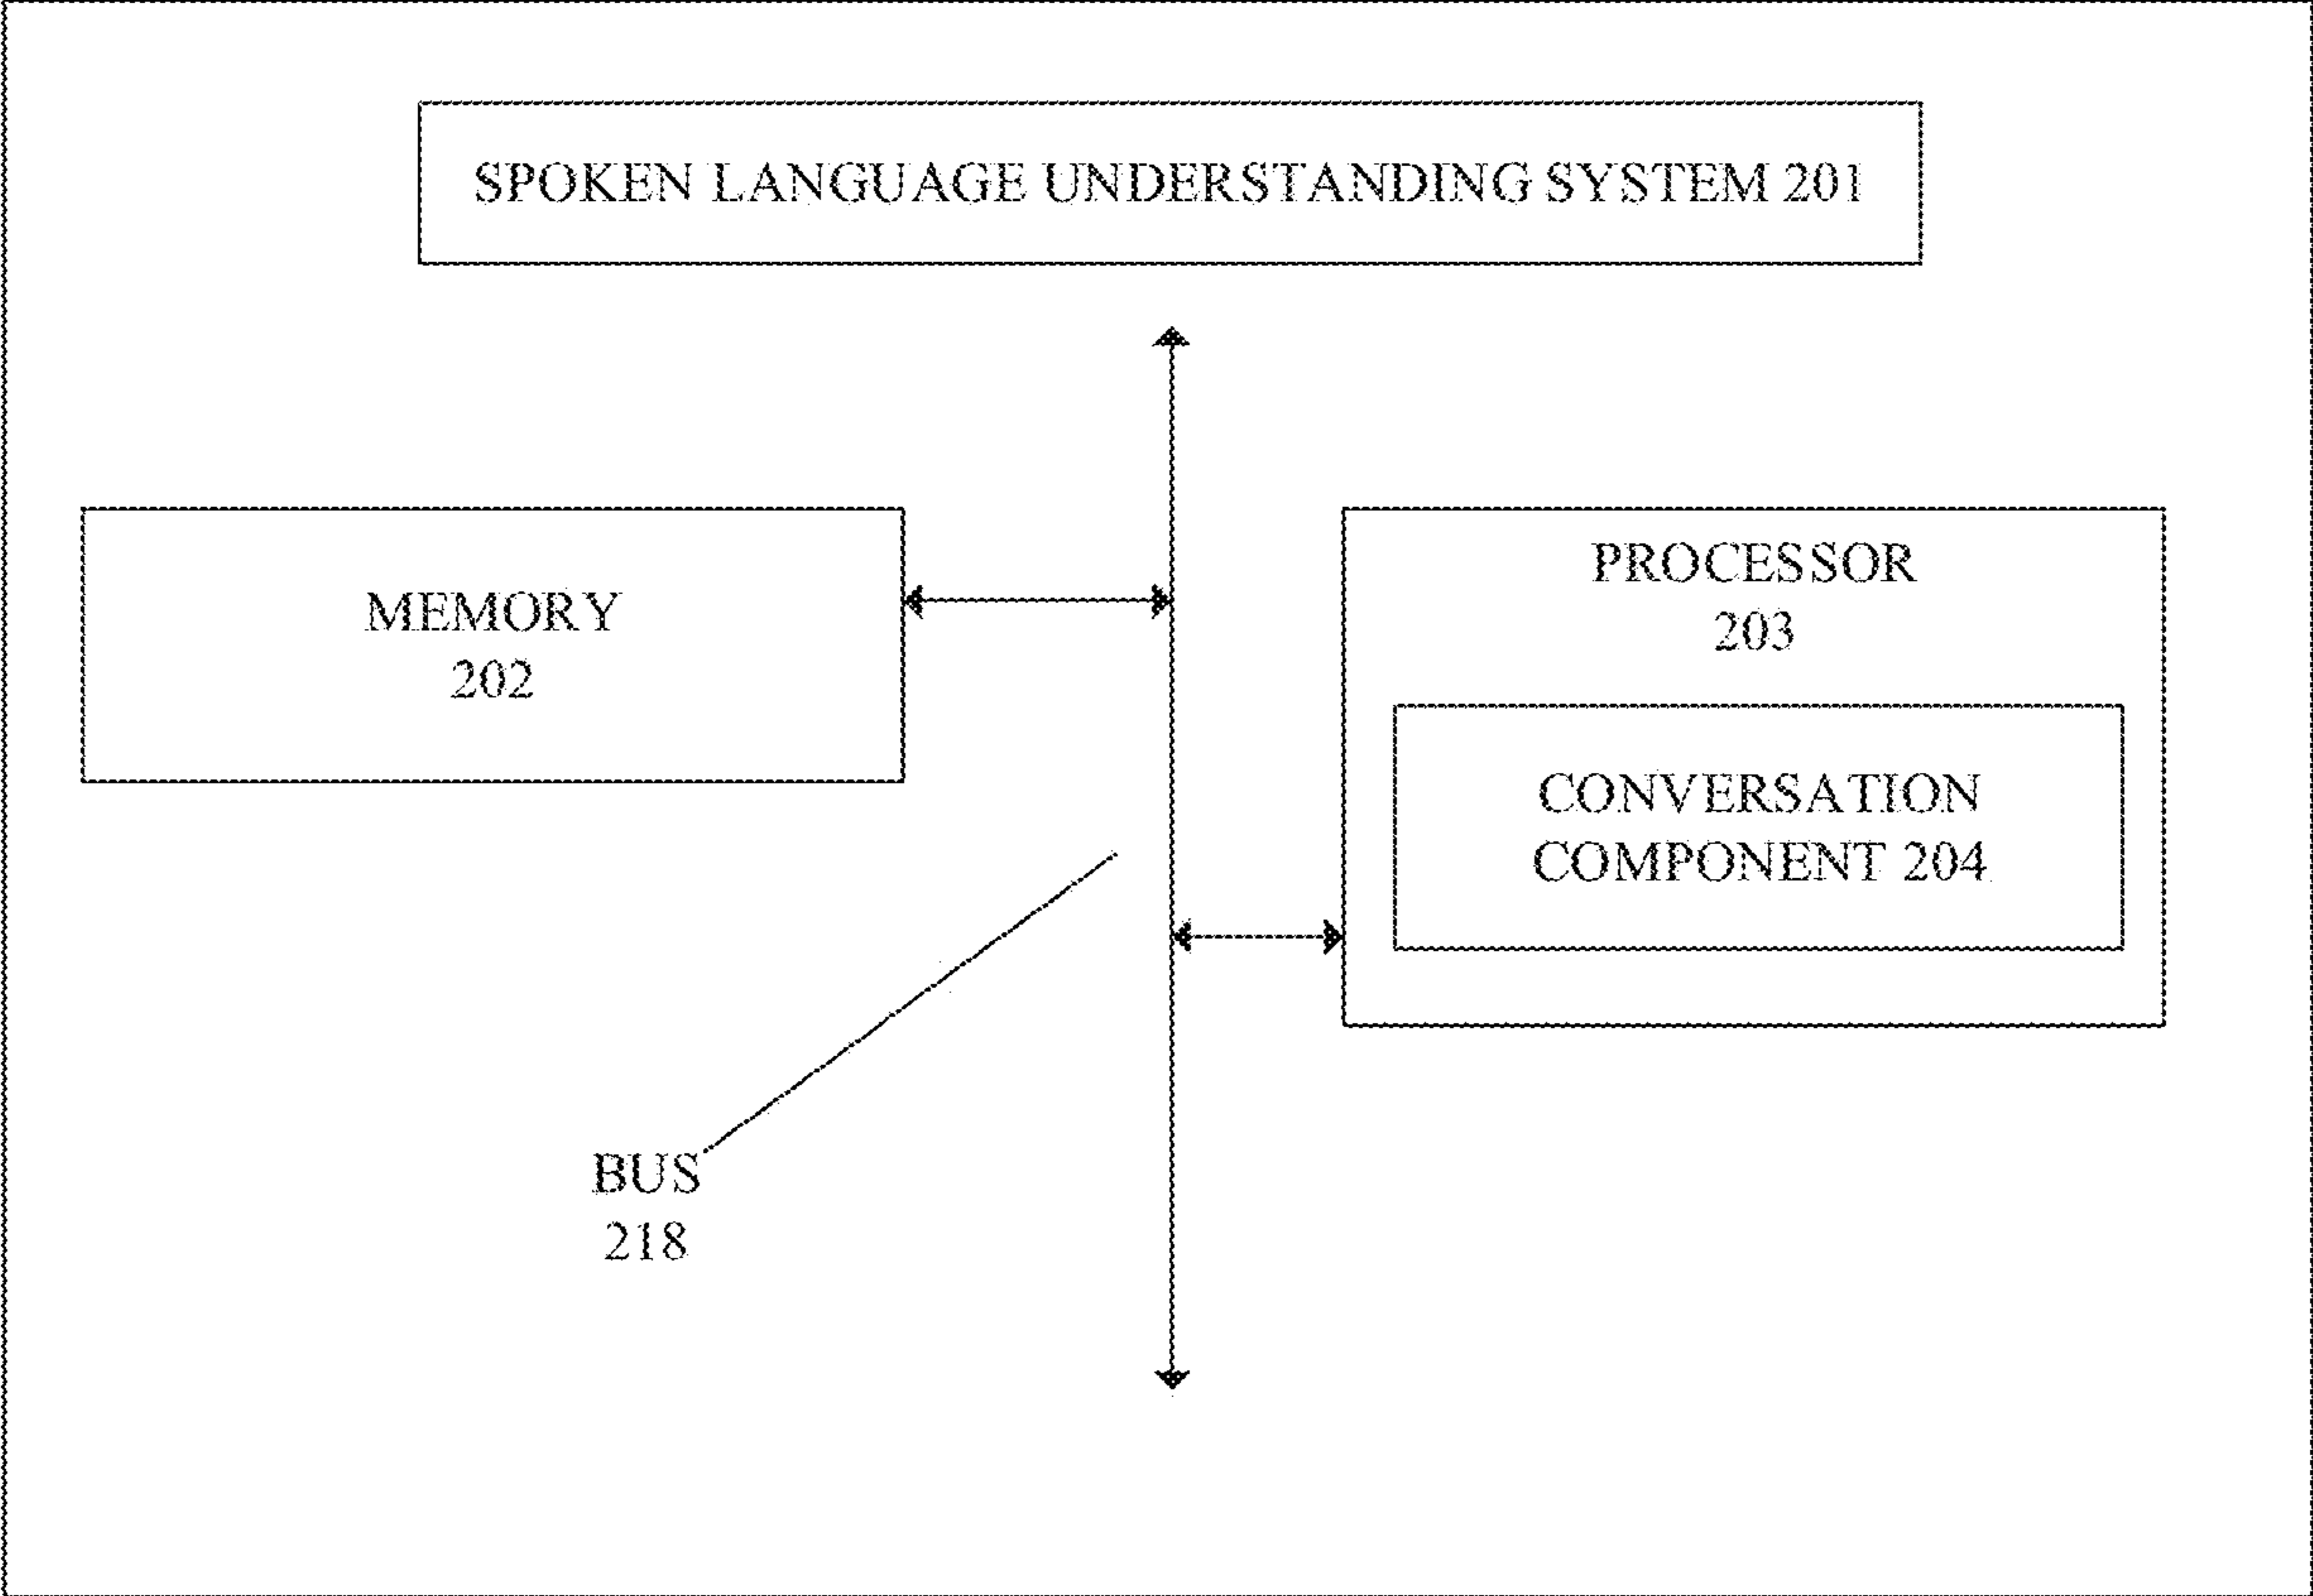 SPOKEN LANGUAGE UNDERSTANDING SYSTEM 201
MEMORY
202
PROCESSOR
203
CONVERSATION
COMPONENT 204
BUS
218